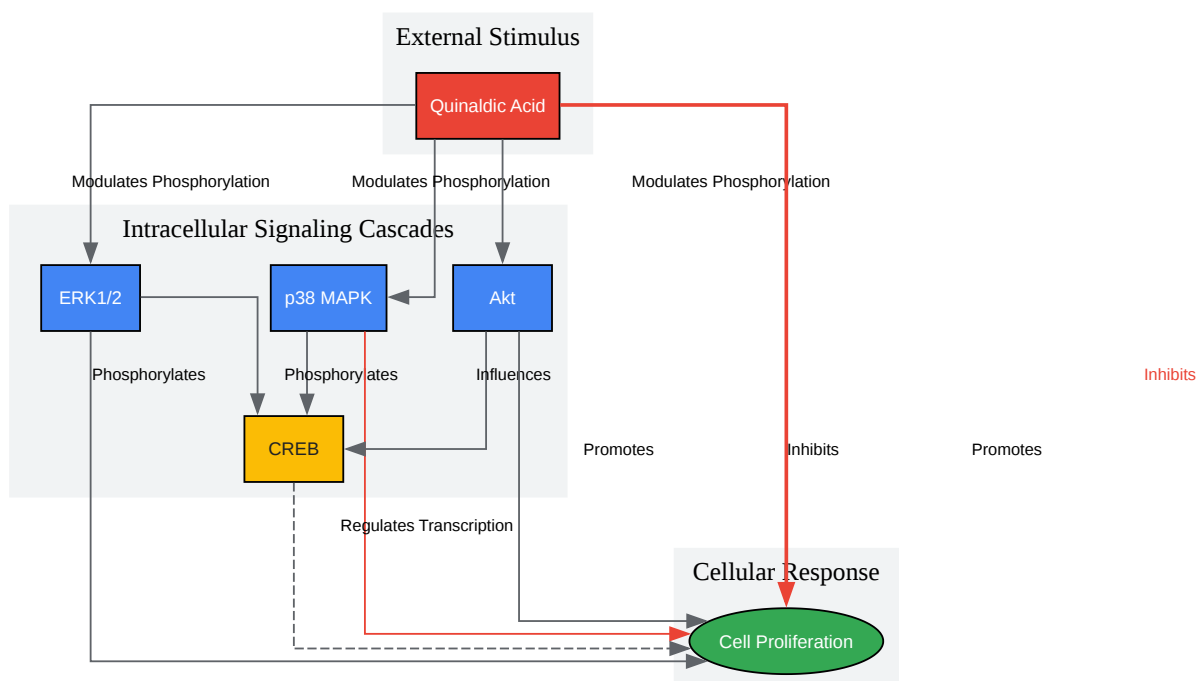 External Stimulus
Quinaldic Acid
Modulates Phosphorylation
Modulates Phosphorylation
Modulates Phosphorylation
Intracellular Signaling Cascades
ERK1/2
p38 MAPK
Akt
Phosphorylates
Phosphorylates
Influences
Inhibits
CREB
Promotes
Inhibits
Promotes
Regulates Transcription
Cellular Response
Cell Proliferation